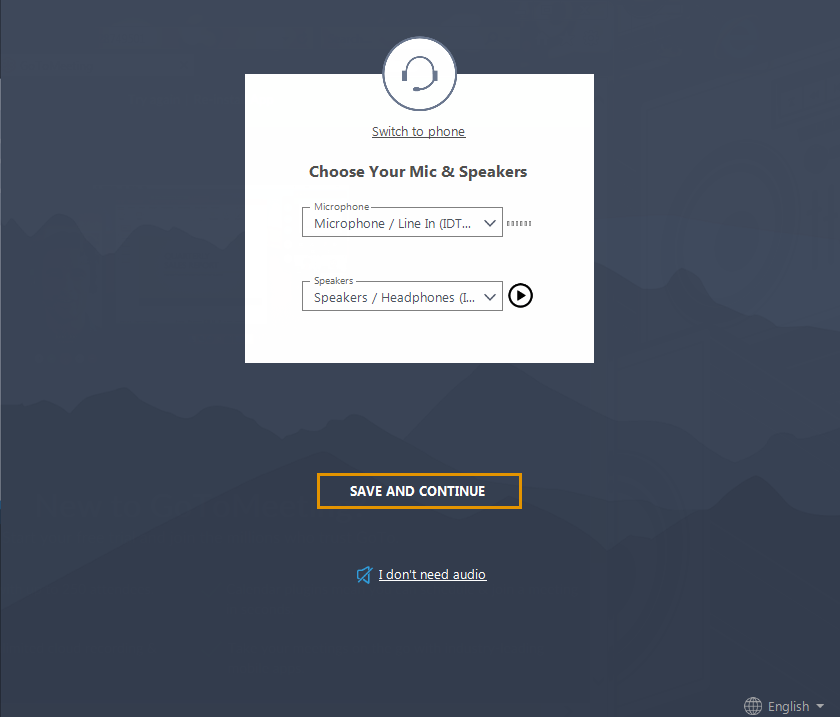 Switch to phone
Choose Your Mic & Speakers
Microphone
Microphone / Line In (IDT...
Speakers
Speakers / Headphones (I...
SAVE AND CONTINUE
I don't need audio
English